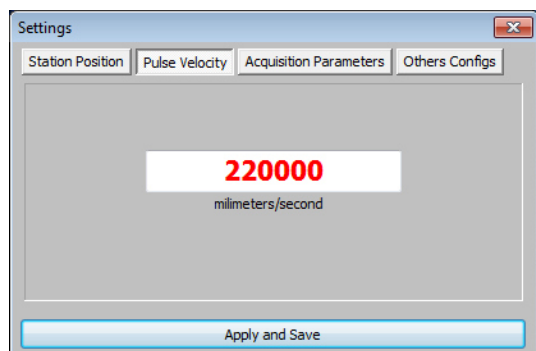 Settings
Station Position Pulse Velocity Acquisition Parameters Others Configs
220000
milimeters/second
Apply and Save